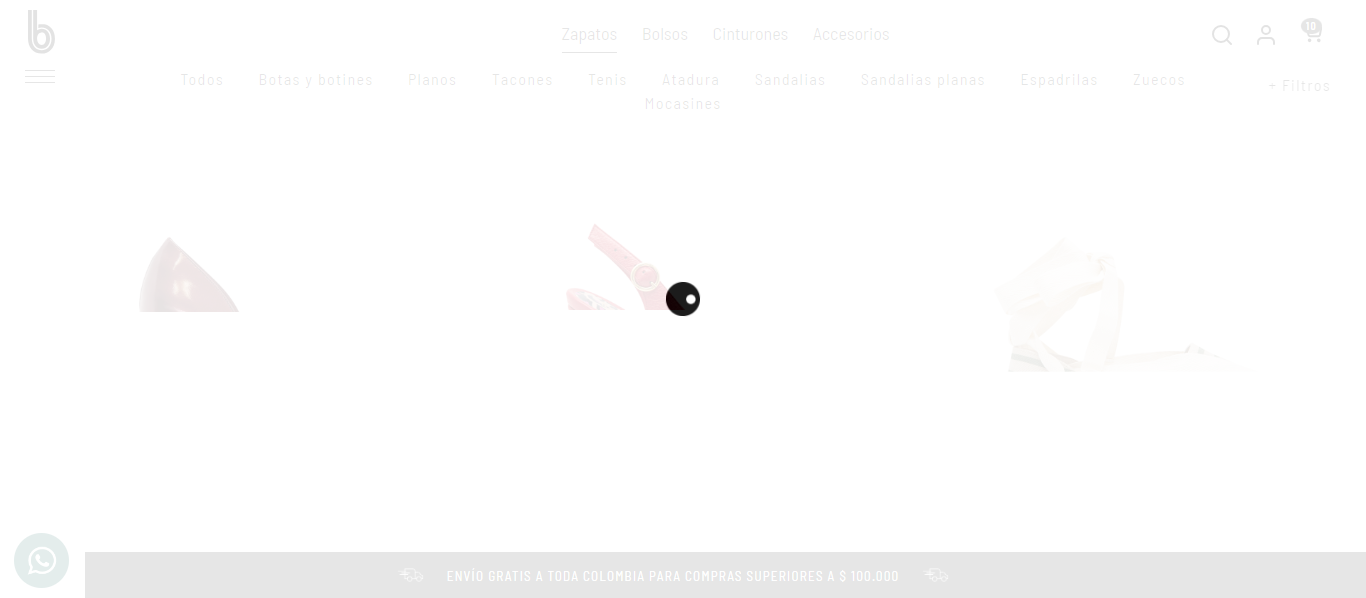 b
Zapatos Bolsos Cinturones Accesorios
10
Todos Botas y botines Planos Tacones Tenis Atadura Sandalias Sandalias planas Espadrilas Zuecos
+ Filtros
Mocasines
ENVÍO GRATIS A TODA COLOMBIA PARA COMPRAS SUPERIORES A $ 100.000